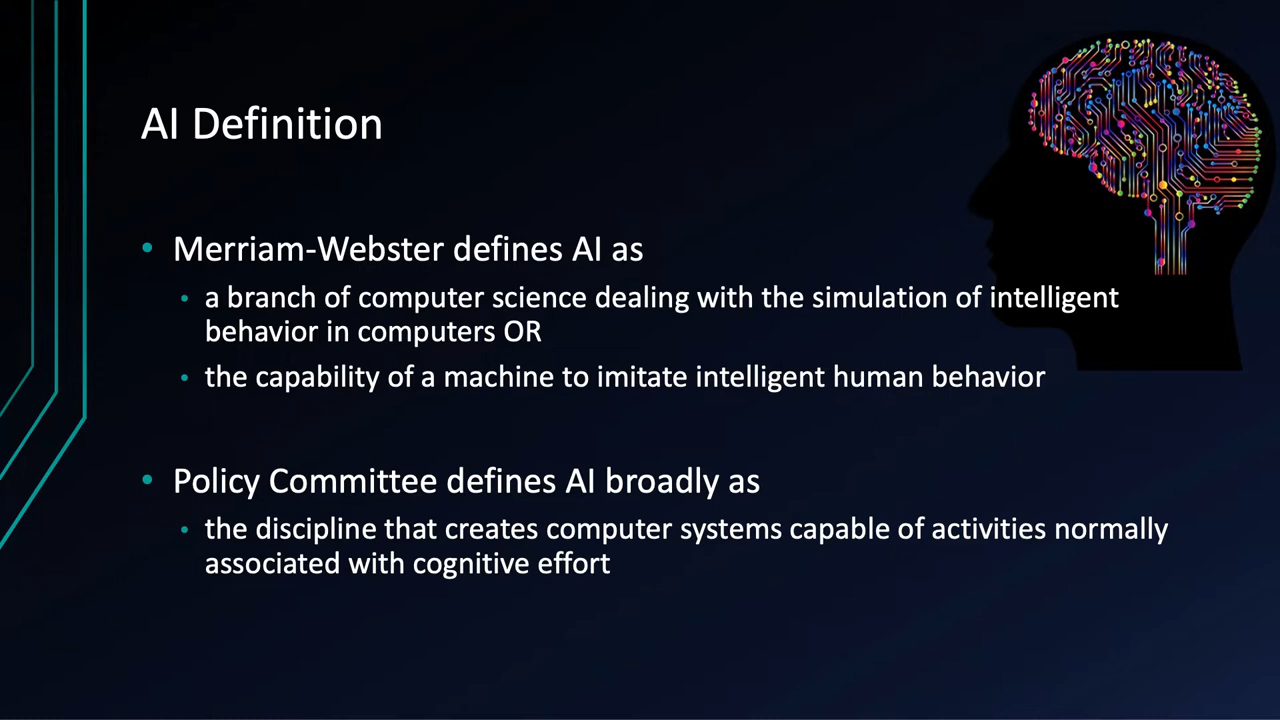 AI Definition
• Merriam-Webster defines AI as
• a branch of computer science dealing with the simulation of intelligent
behavior in computers OR
• the capability of a machine to imitate intelligent human behavior
• Policy Committee defines AI broadly as
• the discipline that creates computer systems capable of activities normally
associated with cognitive effort